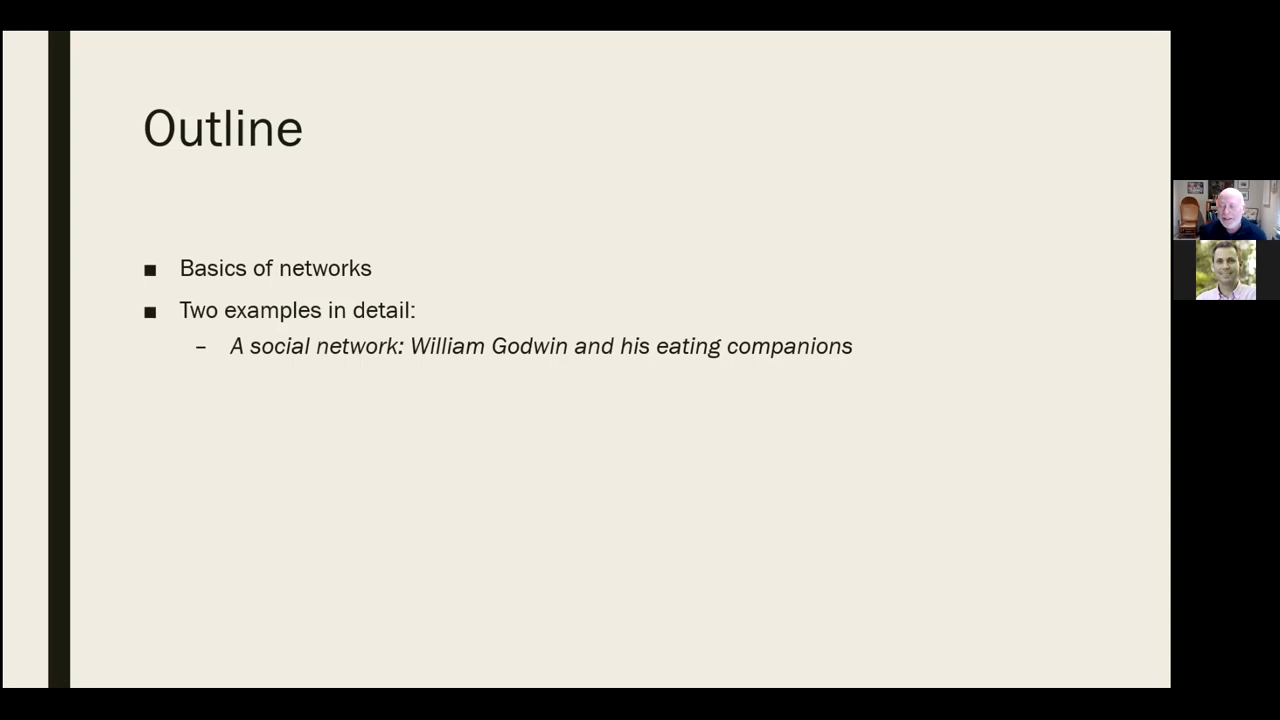 Outline
■ Basics of networks
■ Two examples in detail:
– A social network: William Godwin and his eating companions